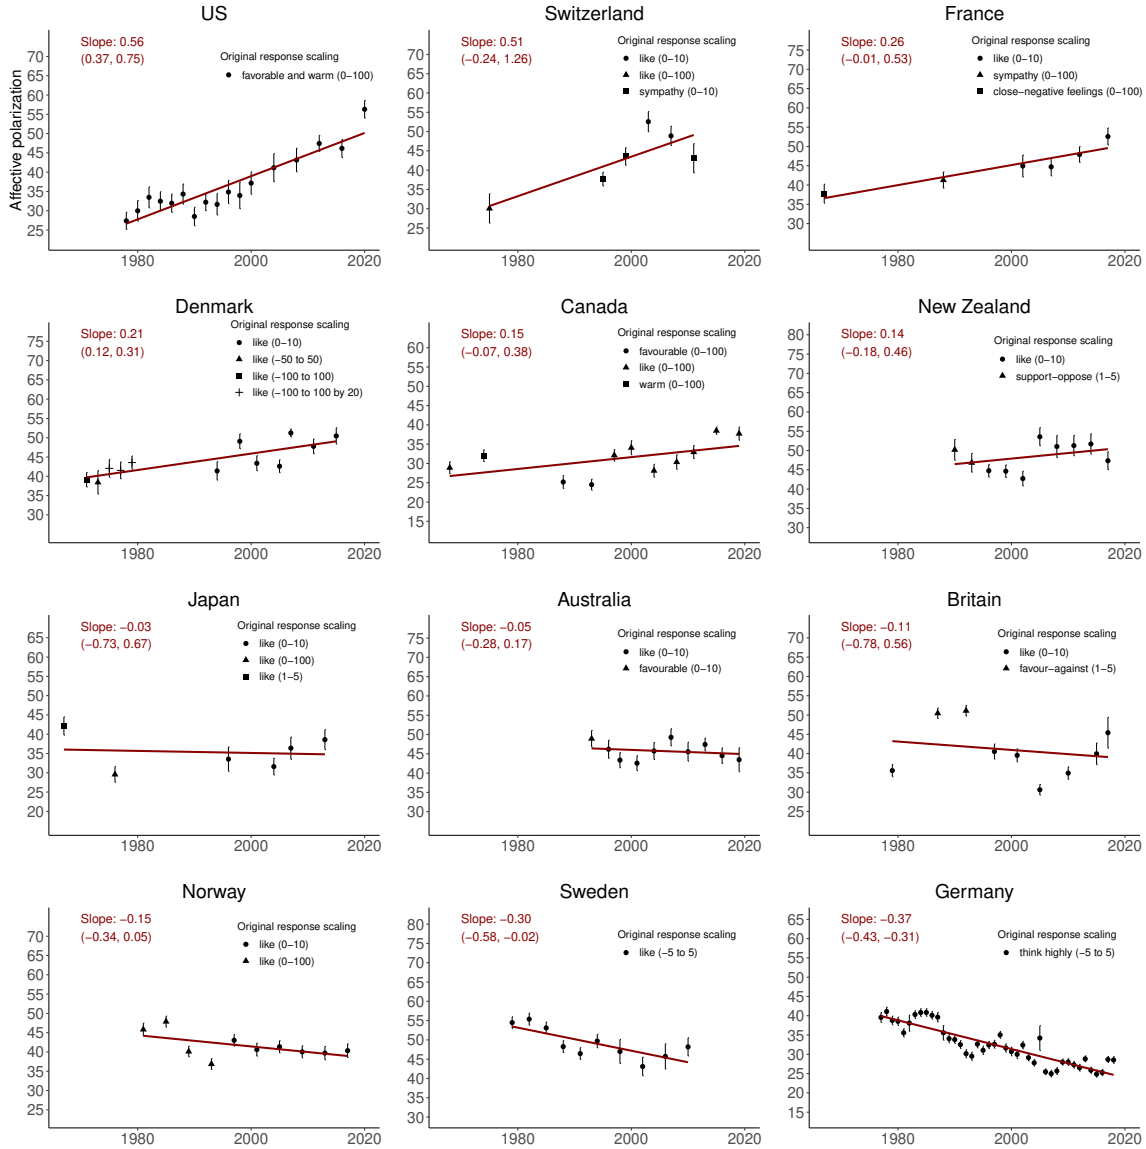 US
Slope: 0.56
(0.37, 0.75)
Original response scaling
favorable and warm (0−100)
Affective polarization
70
65
60
55
50
45
40
35
30
25
1980
2000
2020
Switzerland
Slope: 0.51
(−0.24, 1.26)
Original response scaling
like (0−10)
like (0−100)
sympathy (0−10)
70
65
60
55
50
45
40
35
30
25
1980
2000
2020
France
Slope: 0.26
(−0.01, 0.53)
Original response scaling
like (0−10)
sympathy (0−100)
close−negative feelings (0−100)
75
70
65
60
55
50
45
40
35
30
1980
2000
2020
Denmark
Slope: 0.21
(0.12, 0.31)
Original response scaling
like (0−10)
like (−50 to 50)
like (−100 to 100)
like (−100 to 100 by 20)
75
70
65
60
55
50
45
40
35
30
1980
2000
2020
Canada
Slope: 0.15
(−0.07, 0.38)
Original response scaling
favourable (0−100)
like (0−100)
warm (0−100)
60
55
50
45
40
35
30
25
20
15
1980
2000
2020
New Zealand
Slope: 0.14
(−0.18, 0.46)
Original response scaling
like (0−10)
support−oppose (1−5)
80
75
70
65
60
55
50
45
40
35
30
1980
2000
2020
Japan
Slope: −0.03
(−0.73, 0.67)
Original response scaling
like (0−10)
like (0−100)
like (1−5)
65
60
55
50
45
40
35
30
25
20
1980
2000
2020
Australia
Slope: −0.05
(−0.28, 0.17)
Original response scaling
like (0−10)
favourable (0−10)
75
70
65
60
55
50
45
40
35
30
1980
2000
2020
Britain
Slope: −0.11
(−0.78, 0.56)
Original response scaling
like (0−10)
favour−against (1−5)
70
65
60
55
50
45
40
35
30
25
1980
2000
2020
Norway
Slope: −0.15
(−0.34, 0.05)
Original response scaling
like (0−10)
like (0−100)
70
65
60
55
50
45
40
35
30
25
1980
2000
2020
Sweden
Slope: −0.30
(−0.58, −0.02)
Original response scaling
like (−5 to 5)
80
75
70
65
60
55
50
45
40
35
30
1980
2000
2020
Germany
Slope: −0.37
(−0.43, −0.31)
Original response scaling
think highly (−5 to 5)
65
60
55
50
45
40
35
30
25
20
15
1980
2000
2020